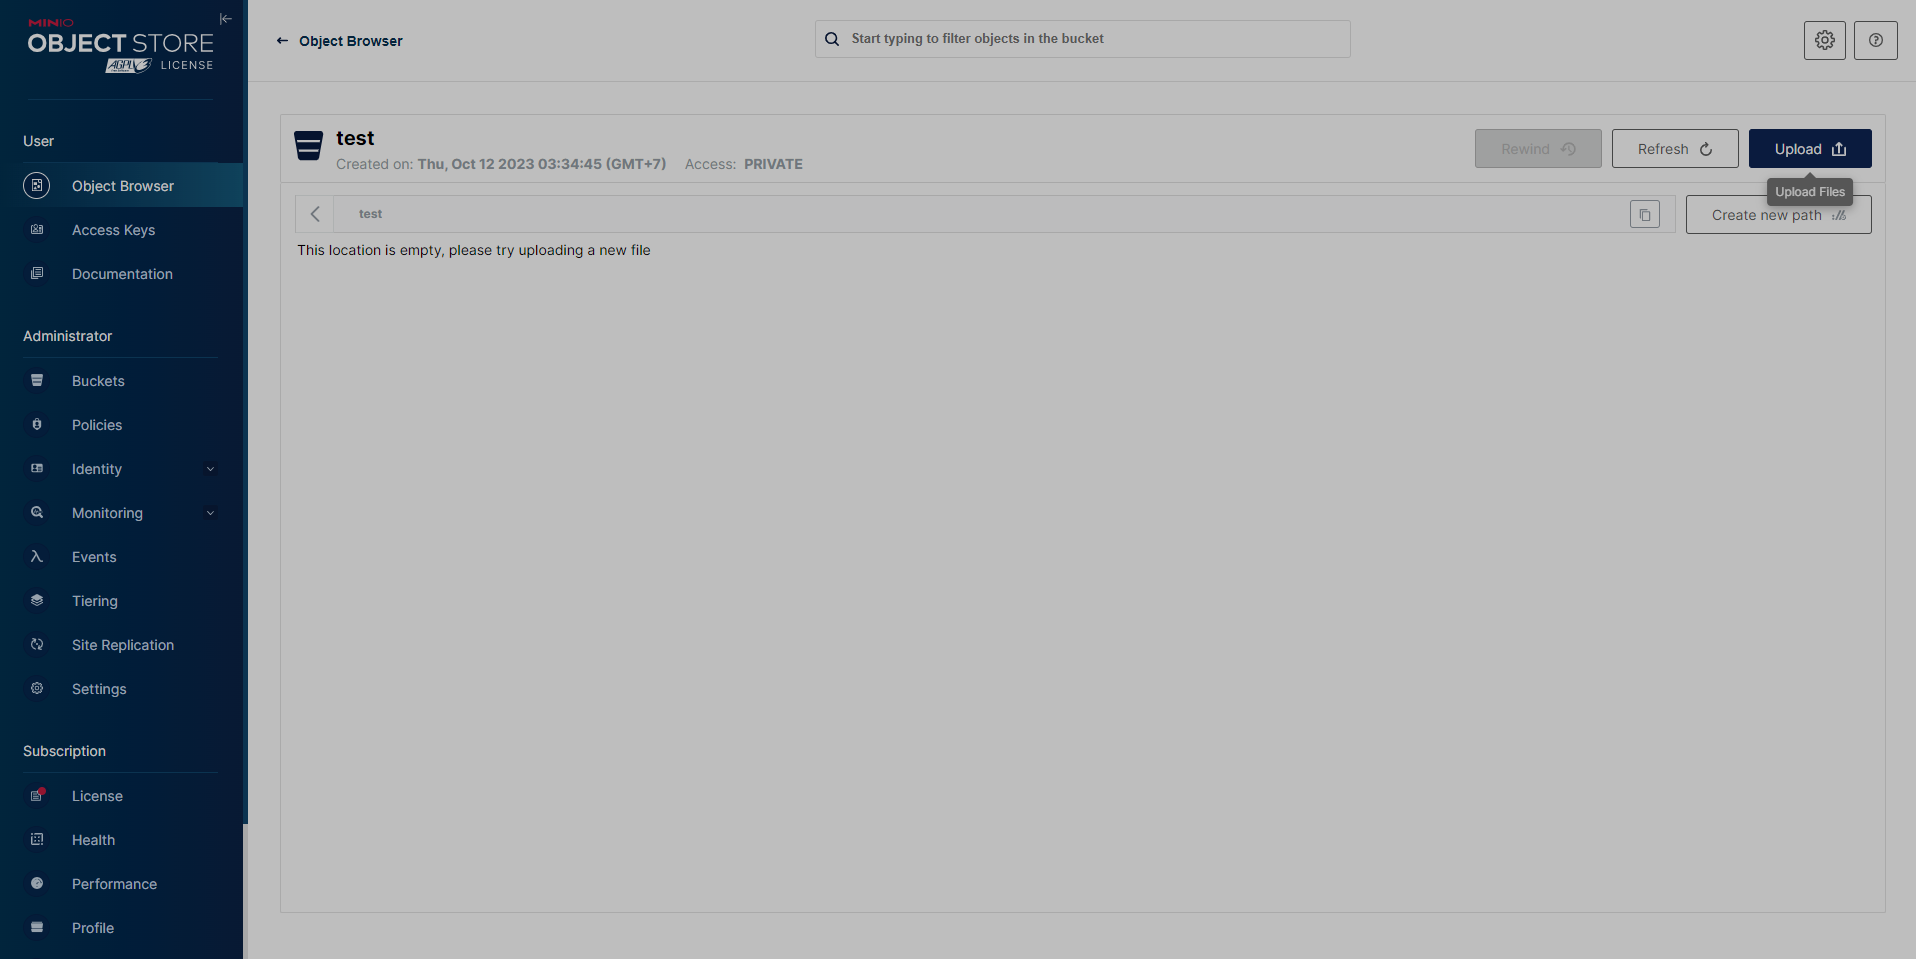 MINIO
OBJECT STORE
AGPL LICENSE
User
Object Browser
Access Keys
Documentation
Administrator
Buckets
Policies
Identity
Monitoring
Events
Tiering
Site Replication
Settings
Subscription
License
Health
Performance
Profile
Object Browser
Start typing to filter objects in the bucket
test
Created on: Thu, Oct 12 2023 03:34:45 (GMT+7) Access: PRIVATE
Rewind
Refresh
Upload
Upload Files
test
Create new path
This location is empty, please try uploading a new file